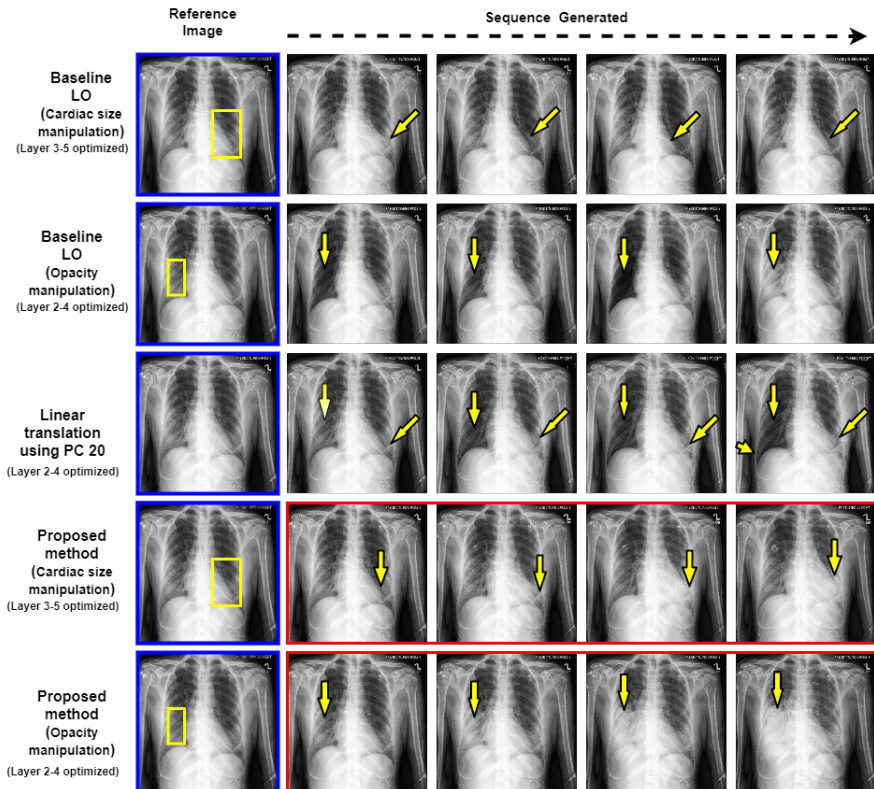 Reference
Image
Sequence Generated
Baseline
LO
(Cardiac size
manipulation)
(Layer 3-5 optimized)
Baseline
LO
(Opacity
manipulation)
(Layer 2-4 optimized)
Linear
translation
using PC 20
(Layer 2-4 optimized)
Proposed
method
(Cardiac size
manipulation)
(Layer 3-5 optimized)
Proposed
method
(Opacity
manipulation)
(Layer 2-4 optimized)